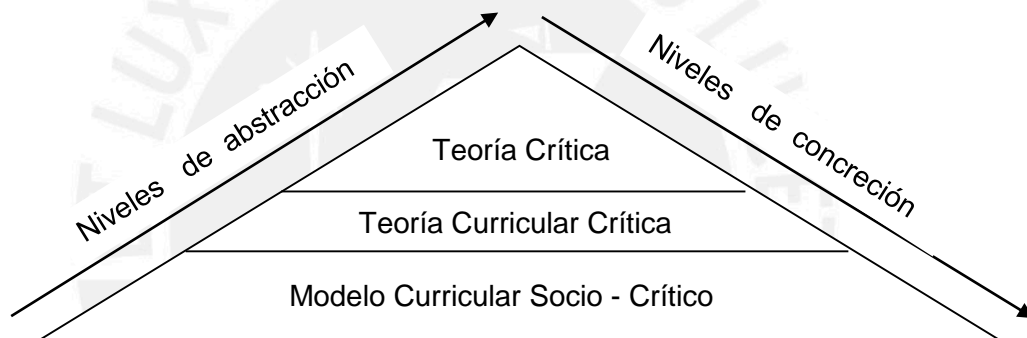 Niveles de abstracción
Niveles de concreción
Teoría Crítica
Teoría Curricular Crítica
Modelo Curricular Socio - Crítico